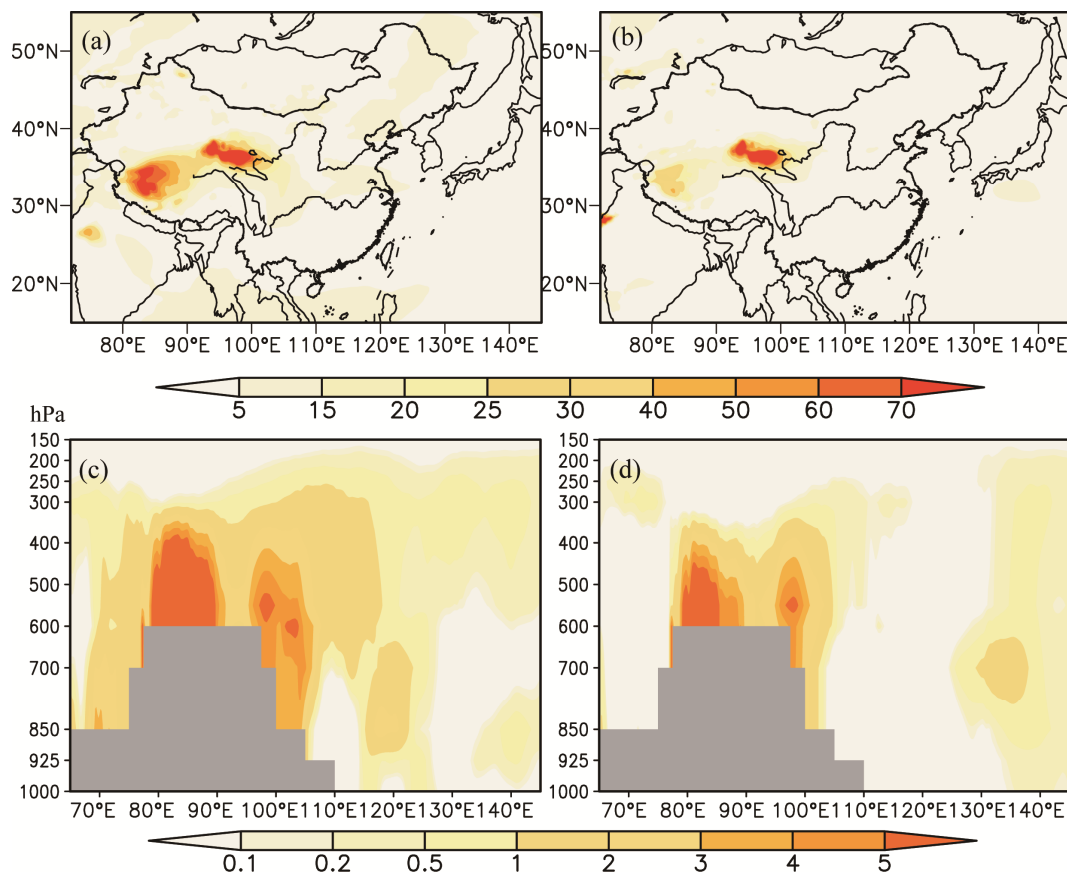 (a)
50°N
40°N
30°N
20°N
80°E 90°E 100°E 110°E 120°E 130°E 140°E
(b)
50°N
40°N
30°N
20°N
80°E 90°E 100°E 110°E 120°E 130°E 140°E
5 15 20 25 30 40 50 60 70
hPa
(c)
150
200
250
300
400
500
600
700
850
925
1000
70°E 80°E 90°E 100°E 110°E 120°E 130°E 140°E
(d)
150
200
250
300
400
500
600
700
850
925
1000
70°E 80°E 90°E 100°E 110°E 120°E 130°E 140°E
0.1 0.2 0.5 1 2 3 4 5